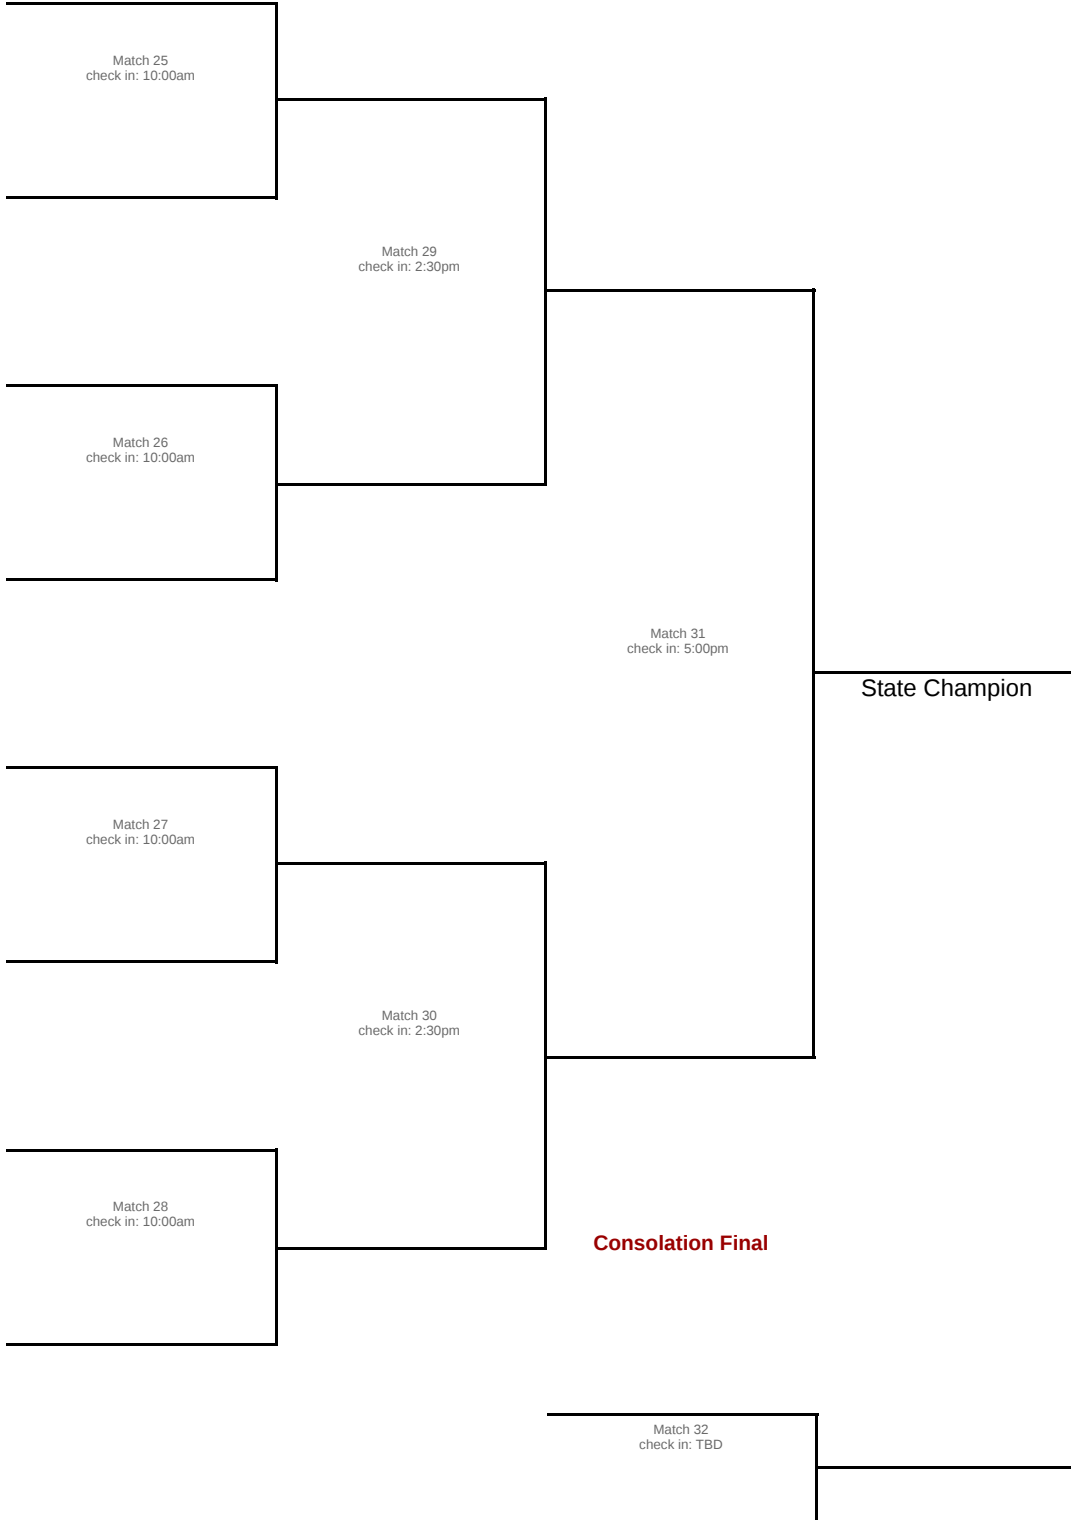 Match 25
check in: 10:00am
Match 29
check in: 2:30pm
Match 26
check in: 10:00am
Match 31
check in: 5:00pm
State Champion
Match 27
check in: 10:00am
Match 30
check in: 2:30pm
Match 28
check in: 10:00am
Consolation Final
Match 32
check in: TBD